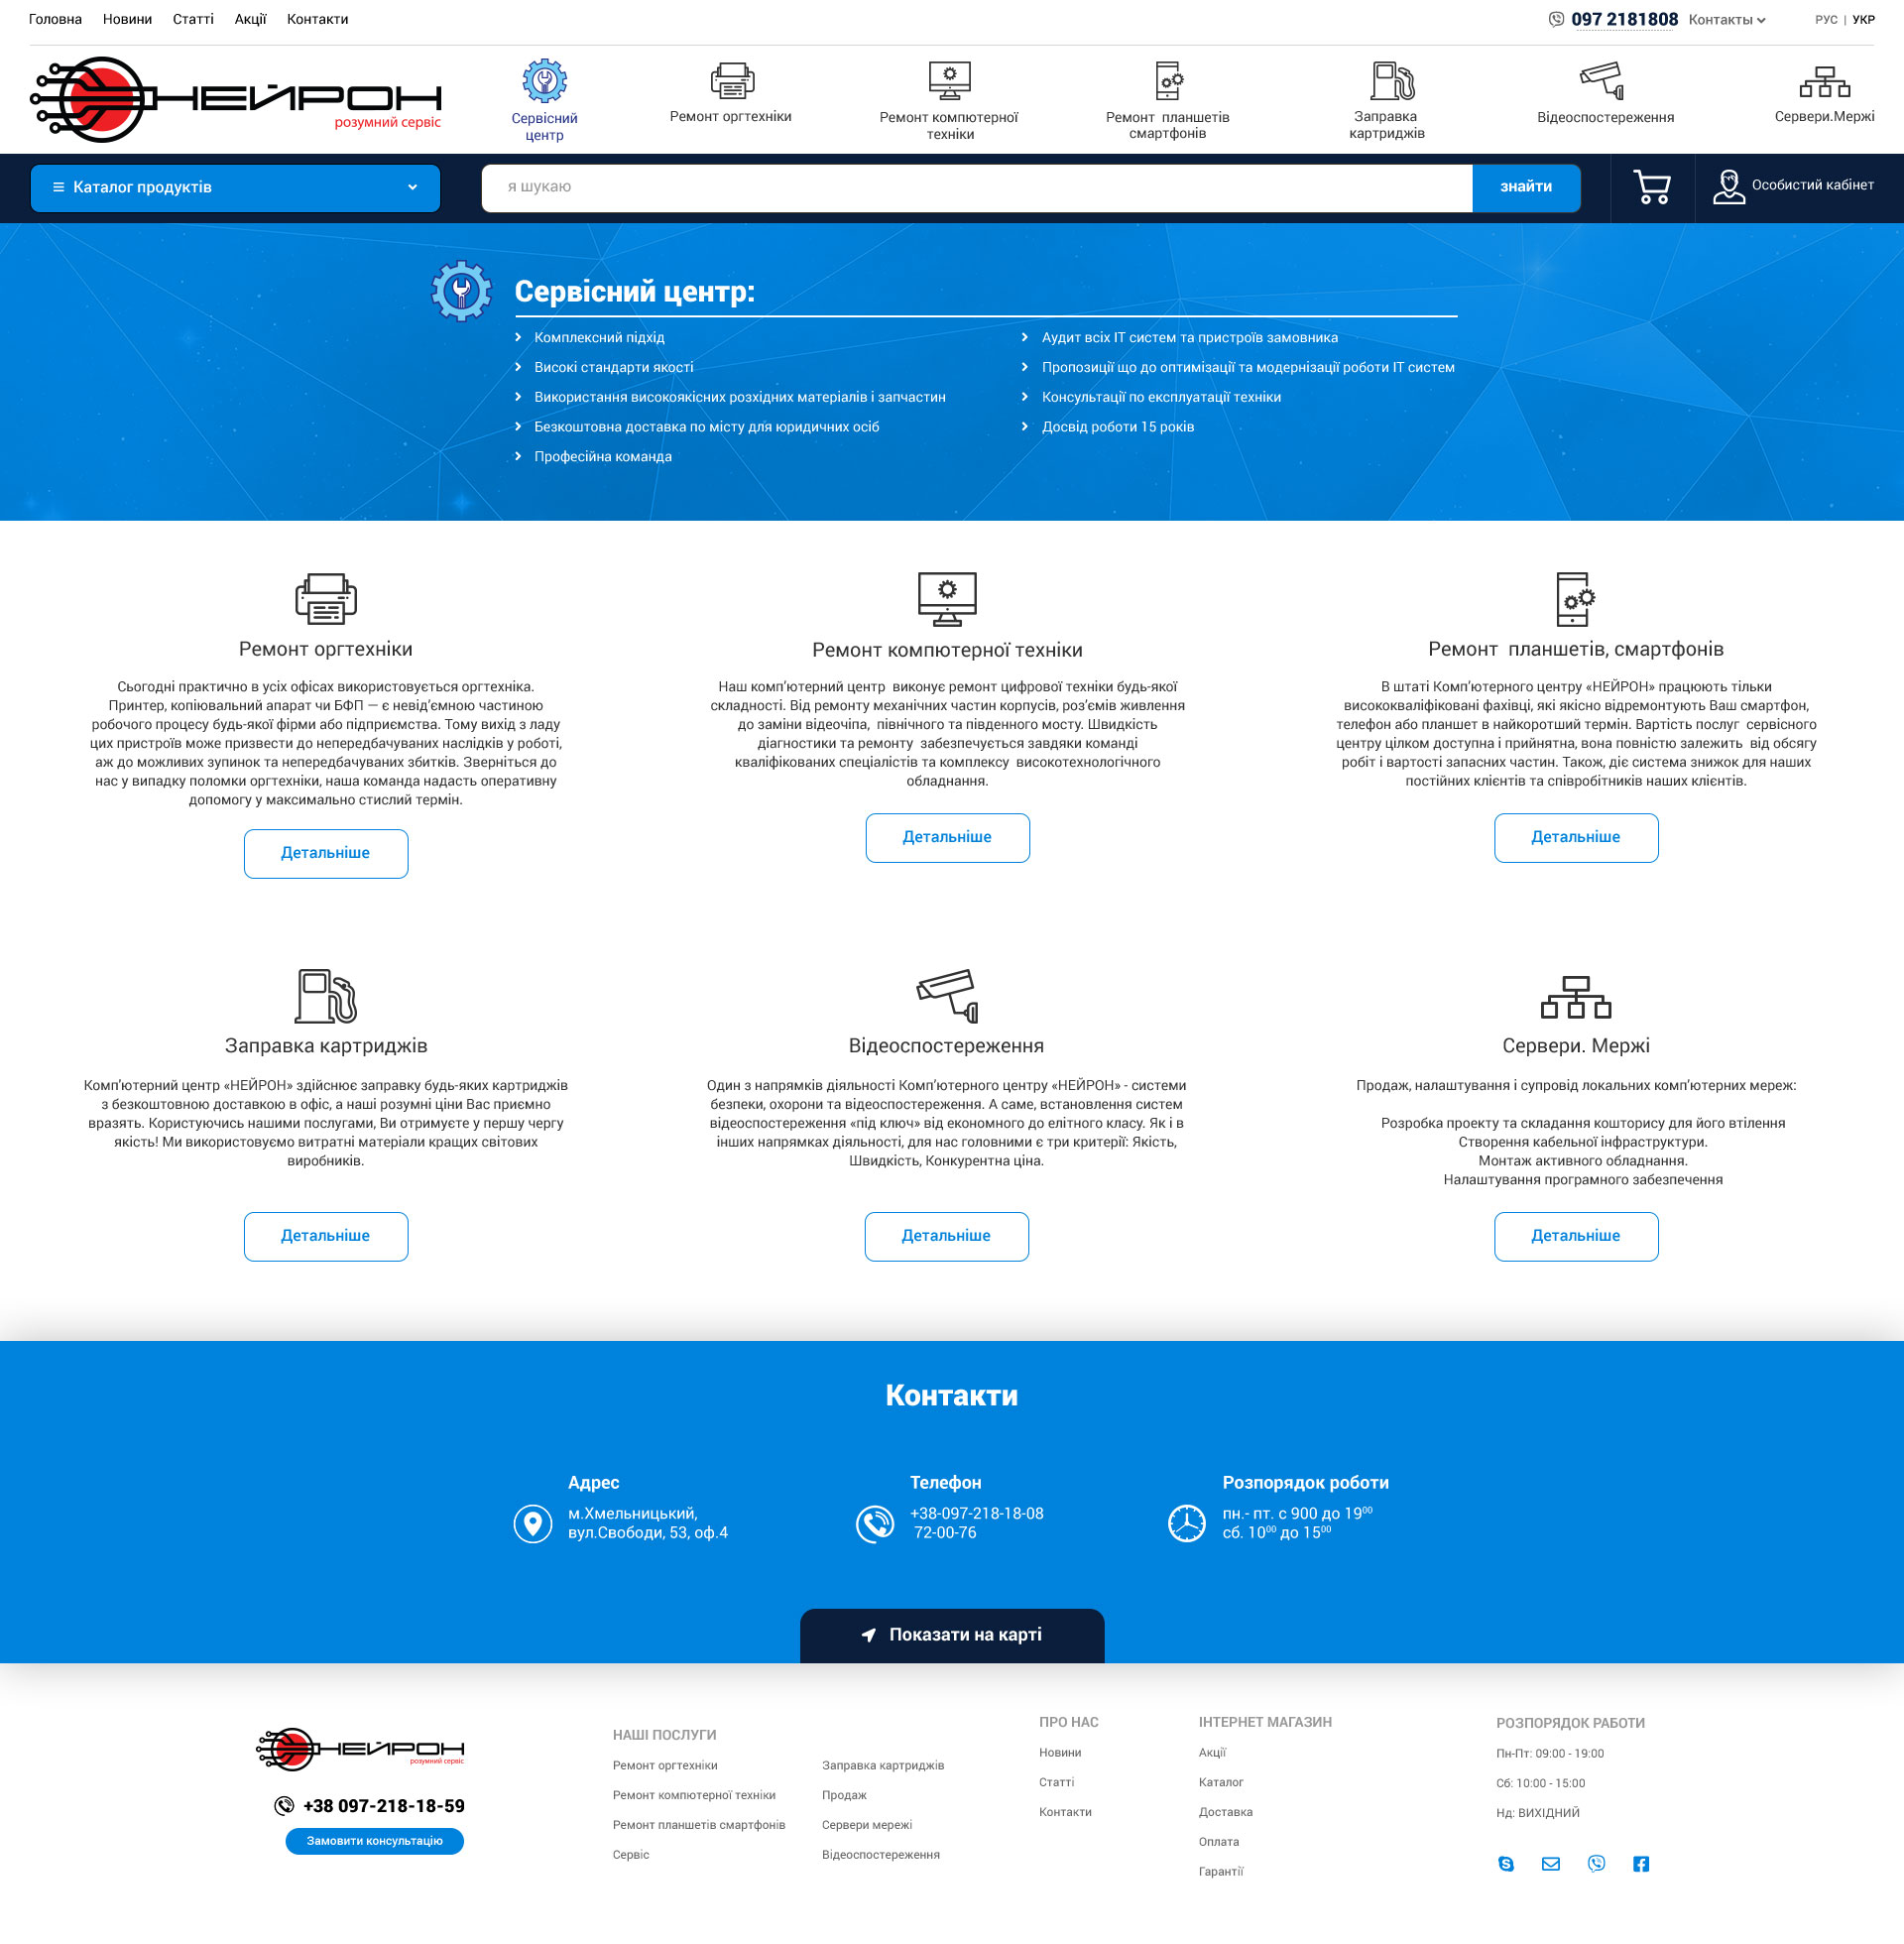 Головна Новини Статті Акції Контакти
097 2181808 Контакты РУС | УКР
НЕЙРОН
розумний сервіс
Сервісний
центр
Ремонт оргтехніки
Ремонт компютерної
техніки
Ремонт планшетів
смартфонів
Заправка
картриджів
Відеоспостереження
Сервери.Мержі
Каталог продуктів
я шукаю
знайти
Особистий кабінет
Сервісний центр:
Комплексний підхід
Високі стандарти якості
Використання високоякісних розхідних матеріалів і запчастин
Безкоштовна доставка по місту для юридичних осіб
Професійна команда
Аудит всіх ІТ систем та пристроїв замовника
Пропозиції що до оптимізації та модернізації роботи ІТ систем
Консультації по експлуатації техніки
Досвід роботи 15 років
Ремонт оргтехніки
Сьогодні практично в усіх офісах використовується оргтехніка.
Принтер, копіювальний апарат чи БФП — є невід’ємною частиною
робочого процесу будь-якої фірми або підприємства. Тому вихід з ладу
цих пристроїв може призвести до непередбачуваних наслідків у роботі,
аж до можливих зупинок та непередбачуваних збитків. Зверніться до
нас у випадку поломки оргтехніки, наша команда надасть оперативну
допомогу у максимально стислий термін.
Детальніше
Ремонт компютерної техніки
Наш комп’ютерний центр виконує ремонт цифрової техніки будь-якої
складності. Від ремонту механічних частин корпусів, роз’ємів живлення
до заміни відеочіпа, північного та південного мосту. Швидкість
діагностики та ремонту забезпечується завдяки команді
кваліфікованих спеціалістів та комплексу високотехнологічного
обладнання.
Детальніше
Ремонт планшетів, смартфонів
В штаті Комп’ютерного центру «НЕЙРОН» працюють тільки
висококваліфіковані фахівці, які якісно відремонтують Ваш смартфон,
телефон або планшет в найкоротший термін. Вартість послуг сервісного
центру цілком доступна і прийнятна, вона повністю залежить від обсягу
робіт і вартості запасних частин. Також, діє система знижок для наших
постійних клієнтів та співробітників наших клієнтів.
Детальніше
Заправка картриджів
Комп’ютерний центр «НЕЙРОН» здійснює заправку будь-яких картриджів
з безкоштовною доставкою в офіс, а наші розумні ціни Вас приємно
вразять. Користуючись нашими послугами, Ви отримуєте у першу чергу
якість! Ми використовуємо витратні матеріали кращих світових
виробників.
Детальніше
Відеоспостереження
Один з напрямків діяльності Комп’ютерного центру «НЕЙРОН» - системи
безпеки, охорони та відеоспостереження. А саме, встановлення систем
відеоспостереження «під ключ» від економного до елітного класу. Як і в
інших напрямках діяльності, для нас головними є три критерії: Якість,
Швидкість, Конкурентна ціна.
Детальніше
Сервери. Мержі
Продаж, налаштування і супровід локальних комп’ютерних мереж:
Розробка проекту та складання кошторису для його втілення
Створення кабельної інфраструктури.
Монтаж активного обладнання.
Налаштування програмного забезпечення
Детальніше
Контакти
Адрес
м.Хмельницький,
вул.Свободи, 53, оф.4
Телефон
+38-097-218-18-08
72-00-76
Розпорядок роботи
пн.- пт. с 900 до 19⁰⁰
сб. 10⁰⁰ до 15⁰⁰
Показати на карті
НЕЙРОН
розумний сервіс
+38 097-218-18-59
Замовити консультацію
НАШІ ПОСЛУГИ
Ремонт оргтехніки
Ремонт компютерної техніки
Ремонт планшетів смартфонів
Сервіс
Заправка картриджів
Продаж
Сервери мережі
Відеоспостереження
ПРО НАС
Новини
Статті
Контакти
ІНТЕРНЕТ МАГАЗИН
Акції
Каталог
Доставка
Оплата
Гарантії
РОЗПОРЯДОК РАБОТИ
Пн-Пт: 09:00 - 19:00
Сб: 10:00 - 15:00
Нд: ВИХІДНИЙ